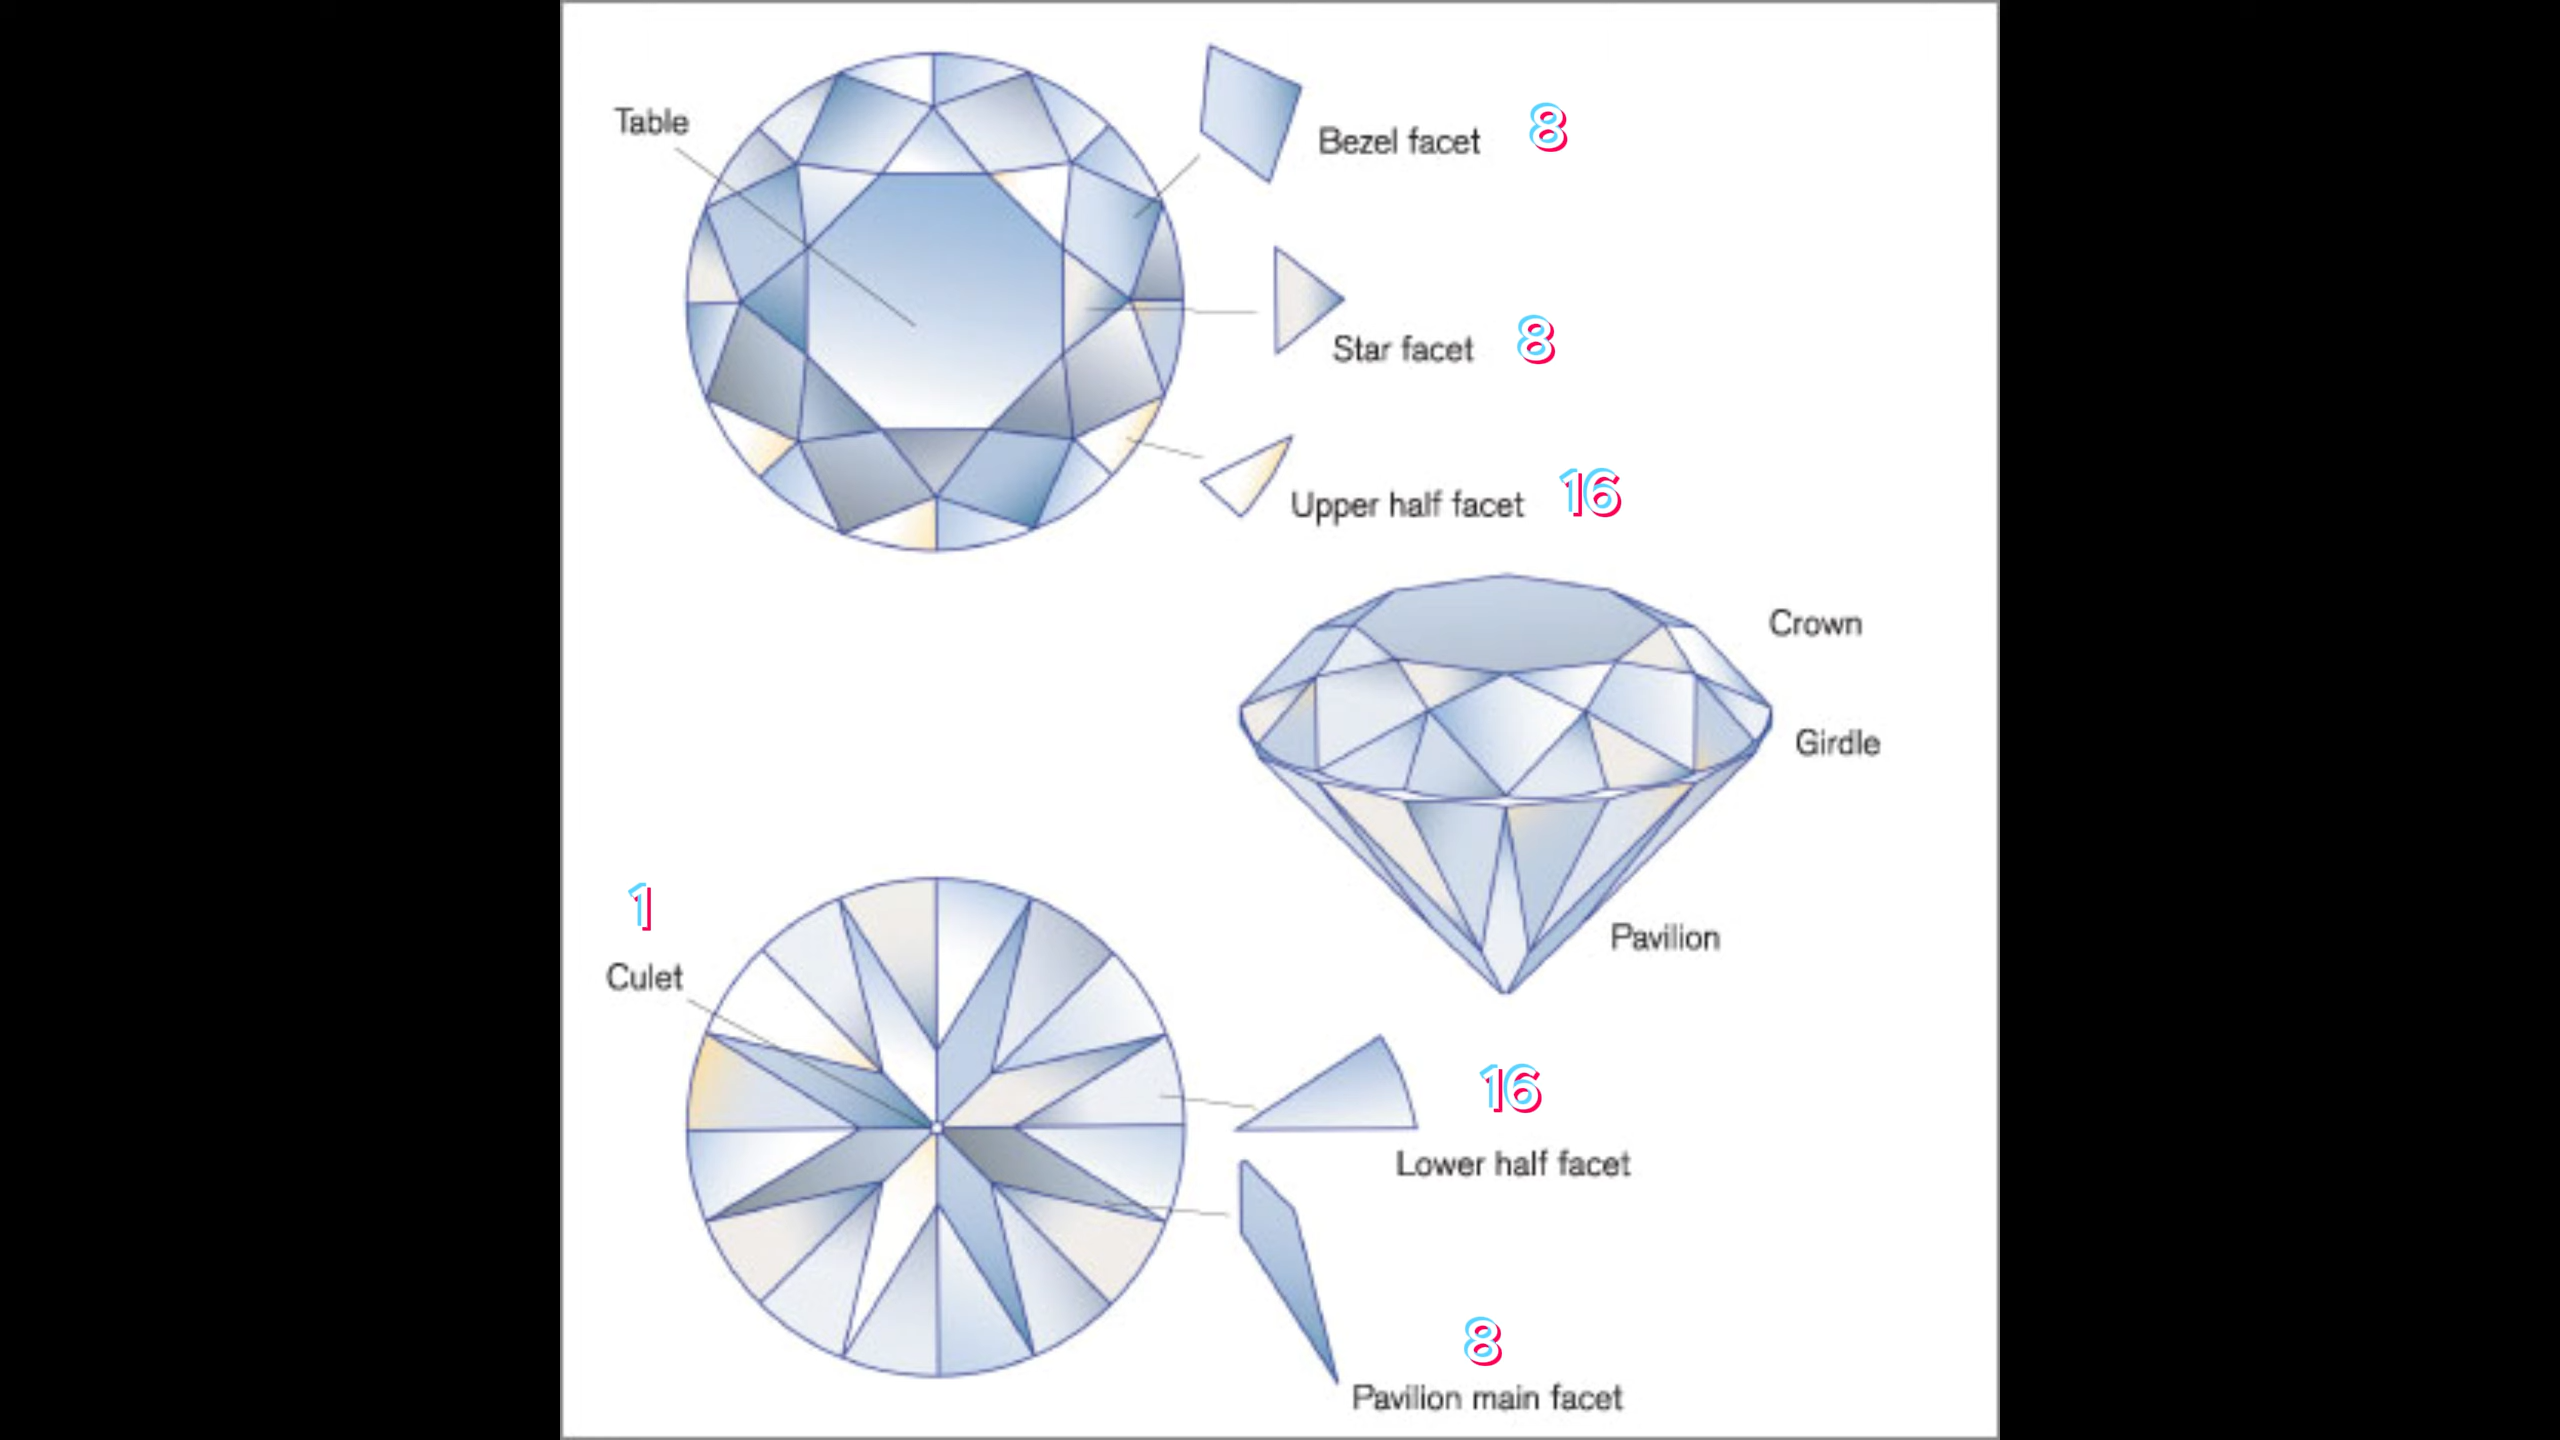 Table
Bezel facet 8
Star facet 8
Upper half facet 16
Crown
Girdle
Pavilion
1
Culet
16
Lower half facet
8
Pavilion main facet